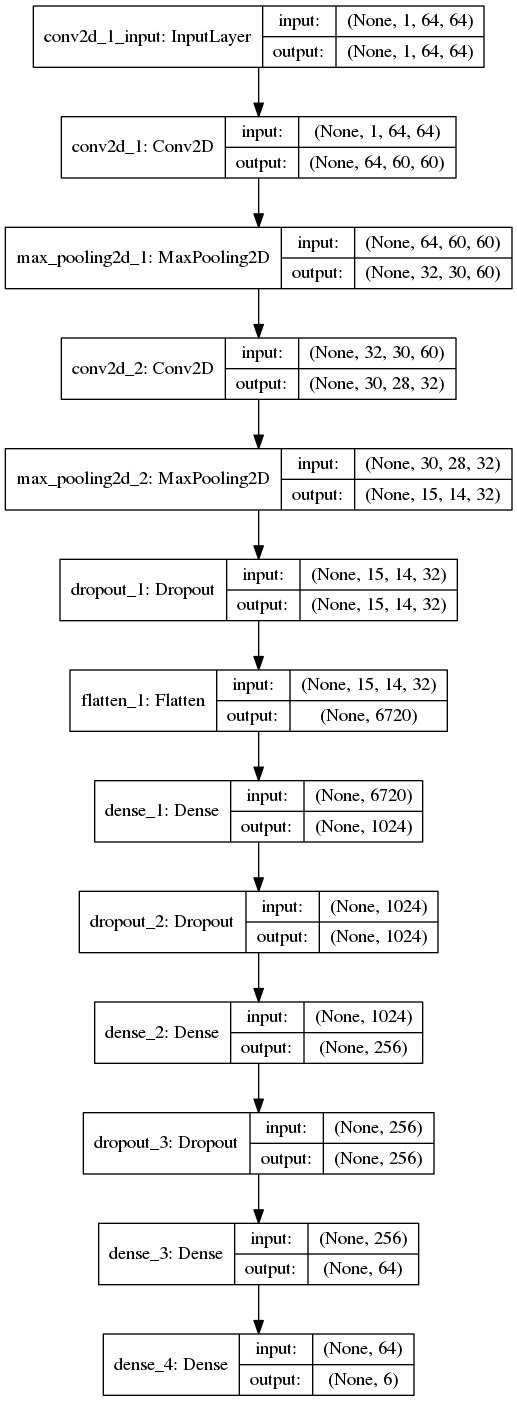 conv2d_1_input: InputLayer
input: (None, 1, 64, 64)
output: (None, 1, 64, 64)
conv2d_1: Conv2D
input: (None, 1, 64, 64)
output: (None, 64, 60, 60)
max_pooling2d_1: MaxPooling2D
input: (None, 64, 60, 60)
output: (None, 32, 30, 60)
conv2d_2: Conv2D
input: (None, 32, 30, 60)
output: (None, 30, 28, 32)
max_pooling2d_2: MaxPooling2D
input: (None, 30, 28, 32)
output: (None, 15, 14, 32)
dropout_1: Dropout
input: (None, 15, 14, 32)
output: (None, 15, 14, 32)
flatten_1: Flatten
input: (None, 15, 14, 32)
output: (None, 6720)
dense_1: Dense
input: (None, 6720)
output: (None, 1024)
dropout_2: Dropout
input: (None, 1024)
output: (None, 1024)
dense_2: Dense
input: (None, 1024)
output: (None, 256)
dropout_3: Dropout
input: (None, 256)
output: (None, 256)
dense_3: Dense
input: (None, 256)
output: (None, 64)
dense_4: Dense
input: (None, 64)
output: (None, 6)